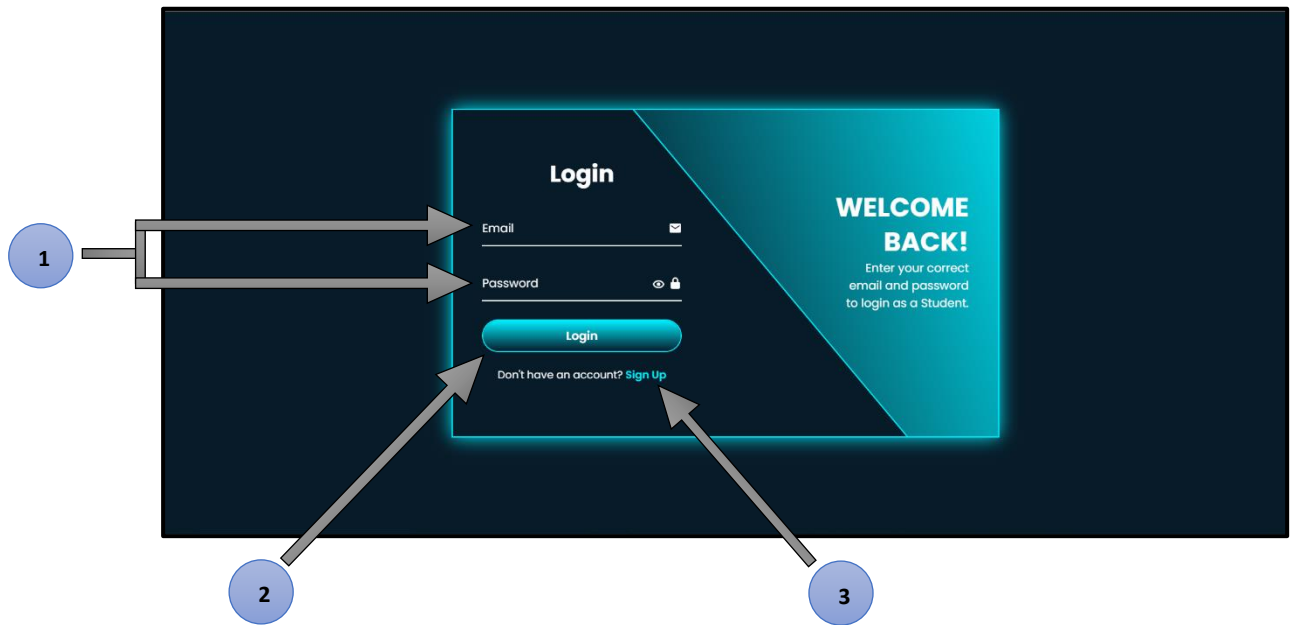 Login
Email
Password
Login
Don't have an account? Sign Up
WELCOME
BACK!
Enter your correct
email and password
to login as a Student.
1
2
3